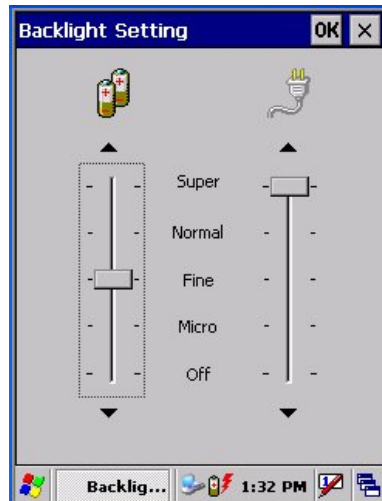 Backlight Setting OK ×
Super
Normal
Fine
Micro
Off
Backlig... 1:32 PM